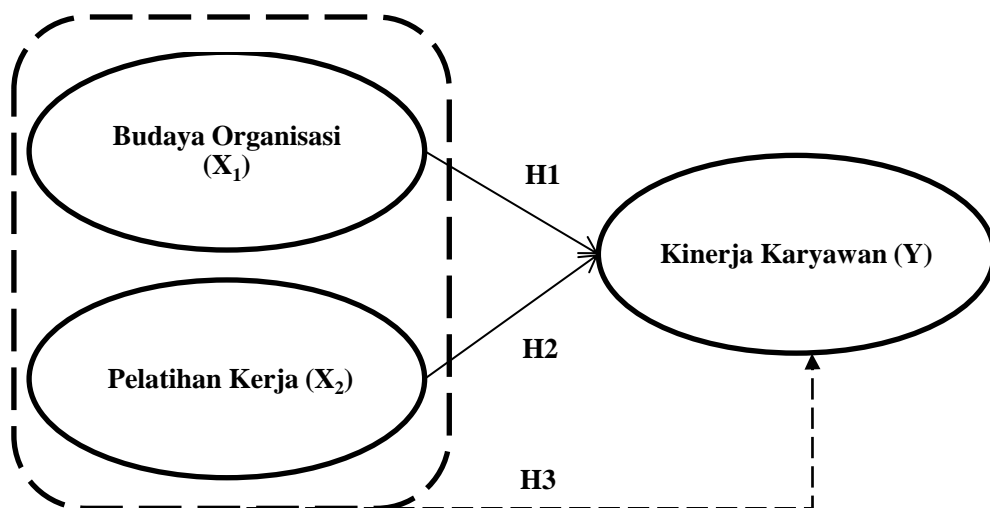 Budaya Organisasi
(X₁)
H1
Kinerja Karyawan (Y)
H2
Pelatihan Kerja (X₂)
H3